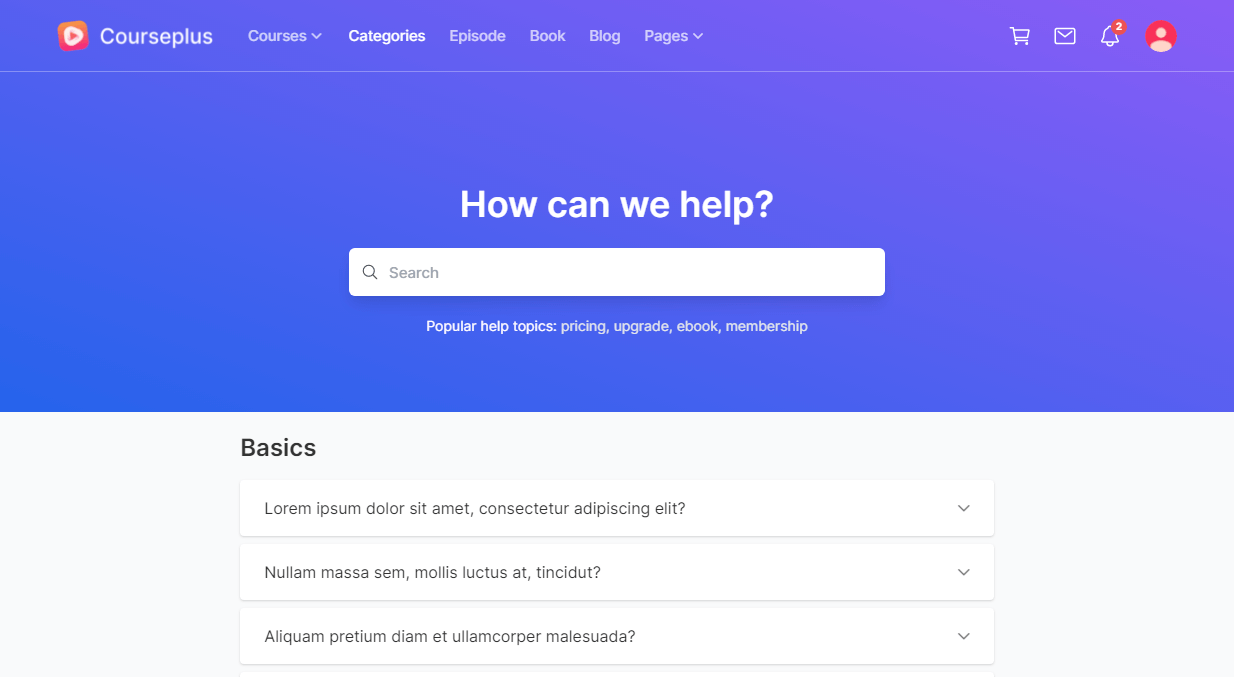 Courseplus Courses Categories Episode Book Blog Pages 2
How can we help?
Search
Popular help topics: pricing, upgrade, ebook, membership
Basics
Lorem ipsum dolor sit amet, consectetur adipiscing elit?
Nullam massa sem, mollis luctus at, tincidut?
Aliquam pretium diam et ullamcorper malesuada?